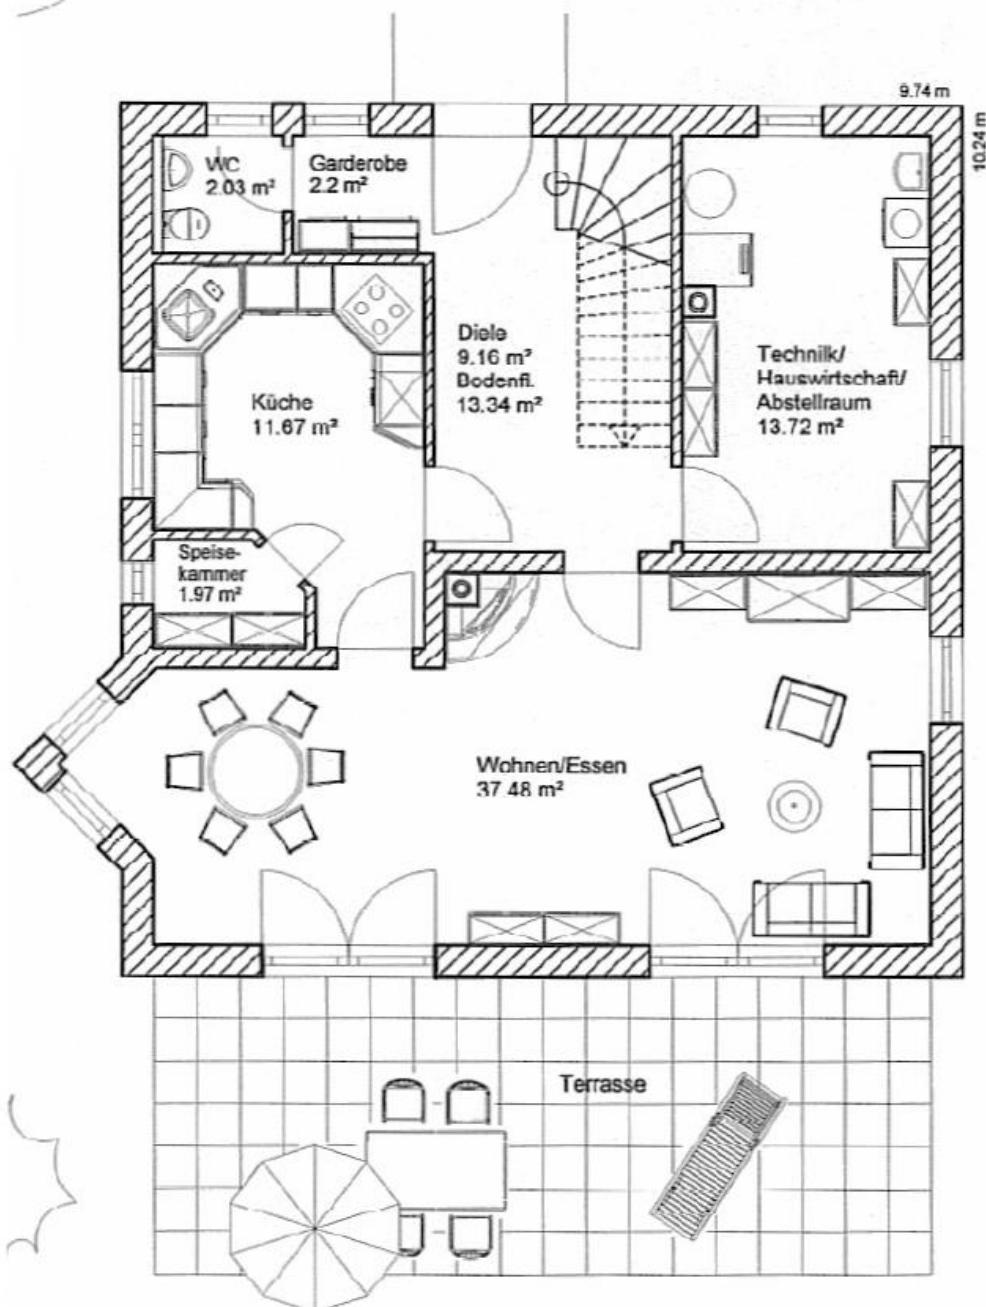 9.74 m
10.24 m
WC
2.03 m²
Garderobe
2.2 m²
Diele
9.16 m²
Bodenfl.
13.34 m²
Technik/
Hauswirtschaft/
Abstellraum
13.72 m²
Küche
11.67 m²
Speise-
kammer
1.97 m²
Wohnen/Essen
37.48 m²
Terrasse